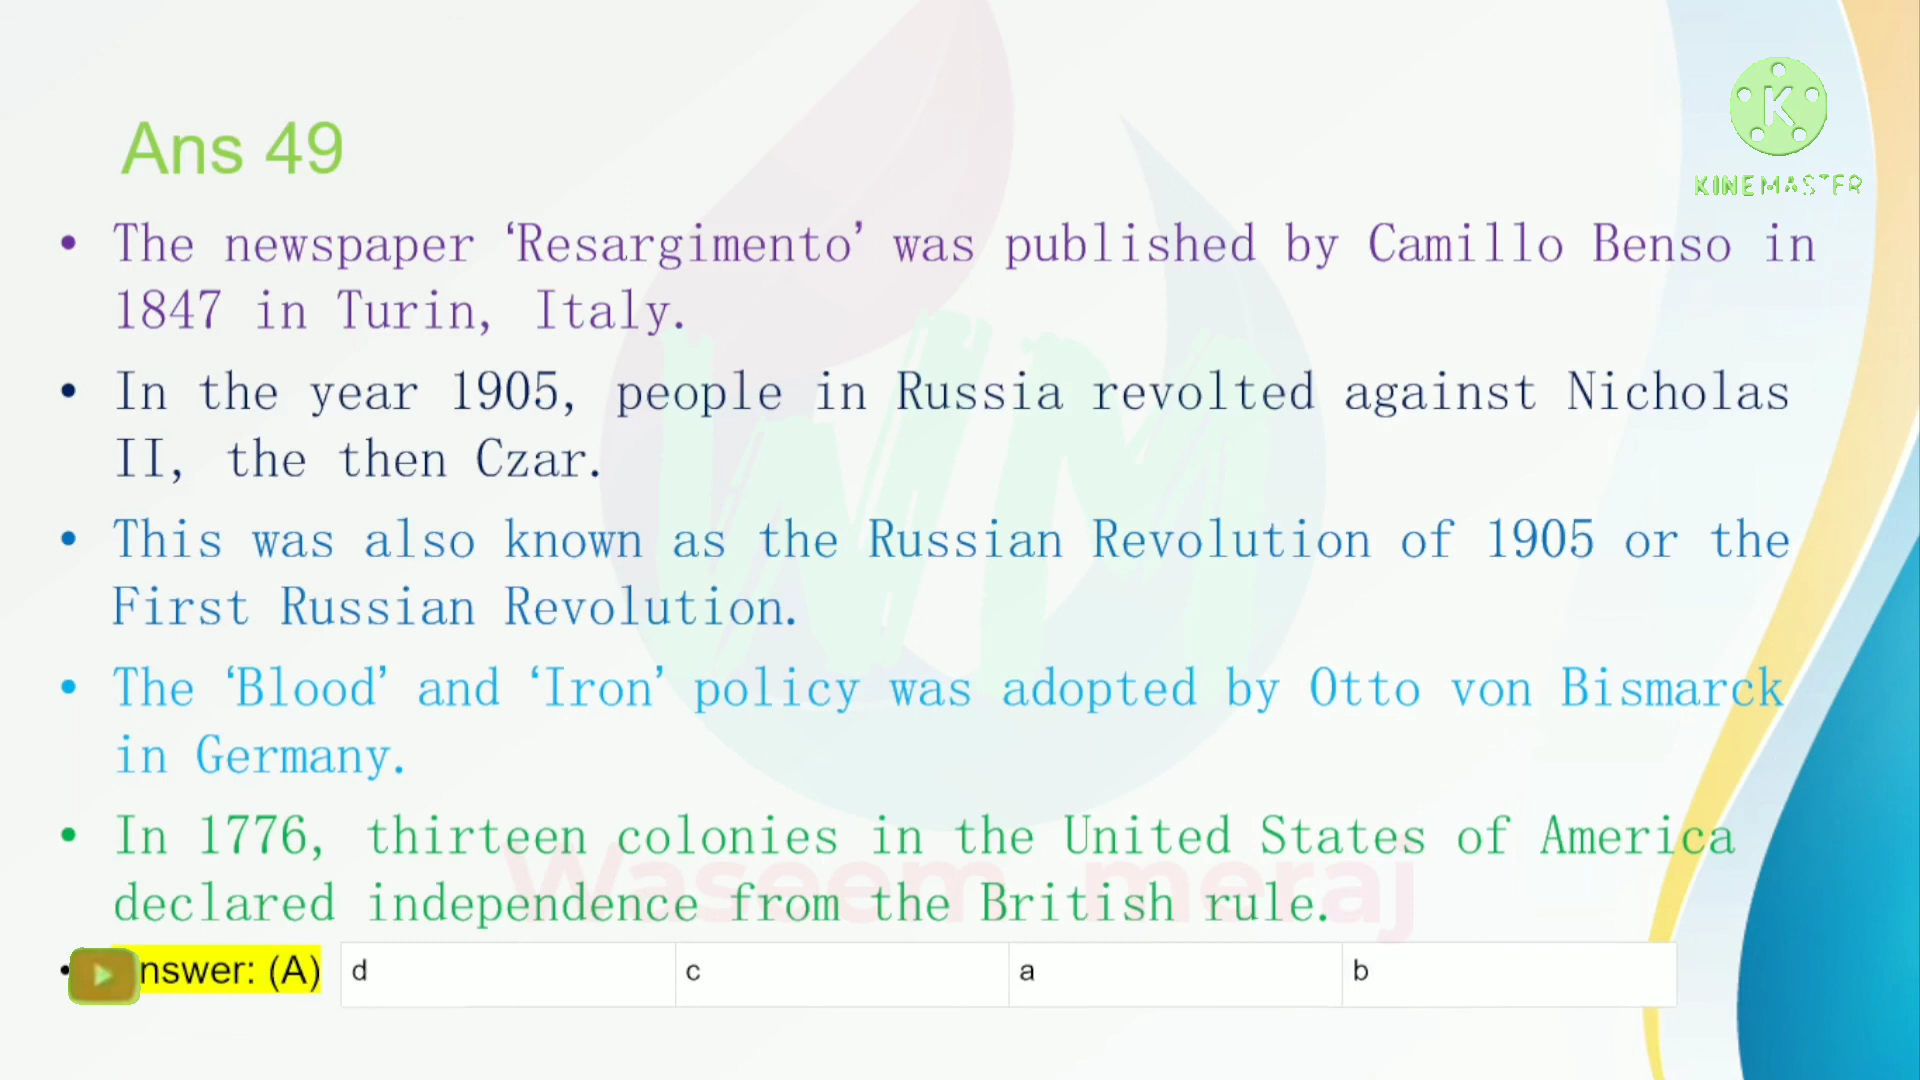 KINEMASTER
Ans 49
• The newspaper ‘Resargimento’ was published by Camillo Benso in
1847 in Turin, Italy.
• In the year 1905, people in Russia revolted against Nicholas
II, the then Czar.
• This was also known as the Russian Revolution of 1905 or the
First Russian Revolution.
• The ‘Blood’ and ‘Iron’ policy was adopted by Otto von Bismarck
in Germany.
• In 1776, thirteen colonies in the United States of America
declared independence from the British rule.
WM
Waseem meraj
• nswer: (A) d c a b